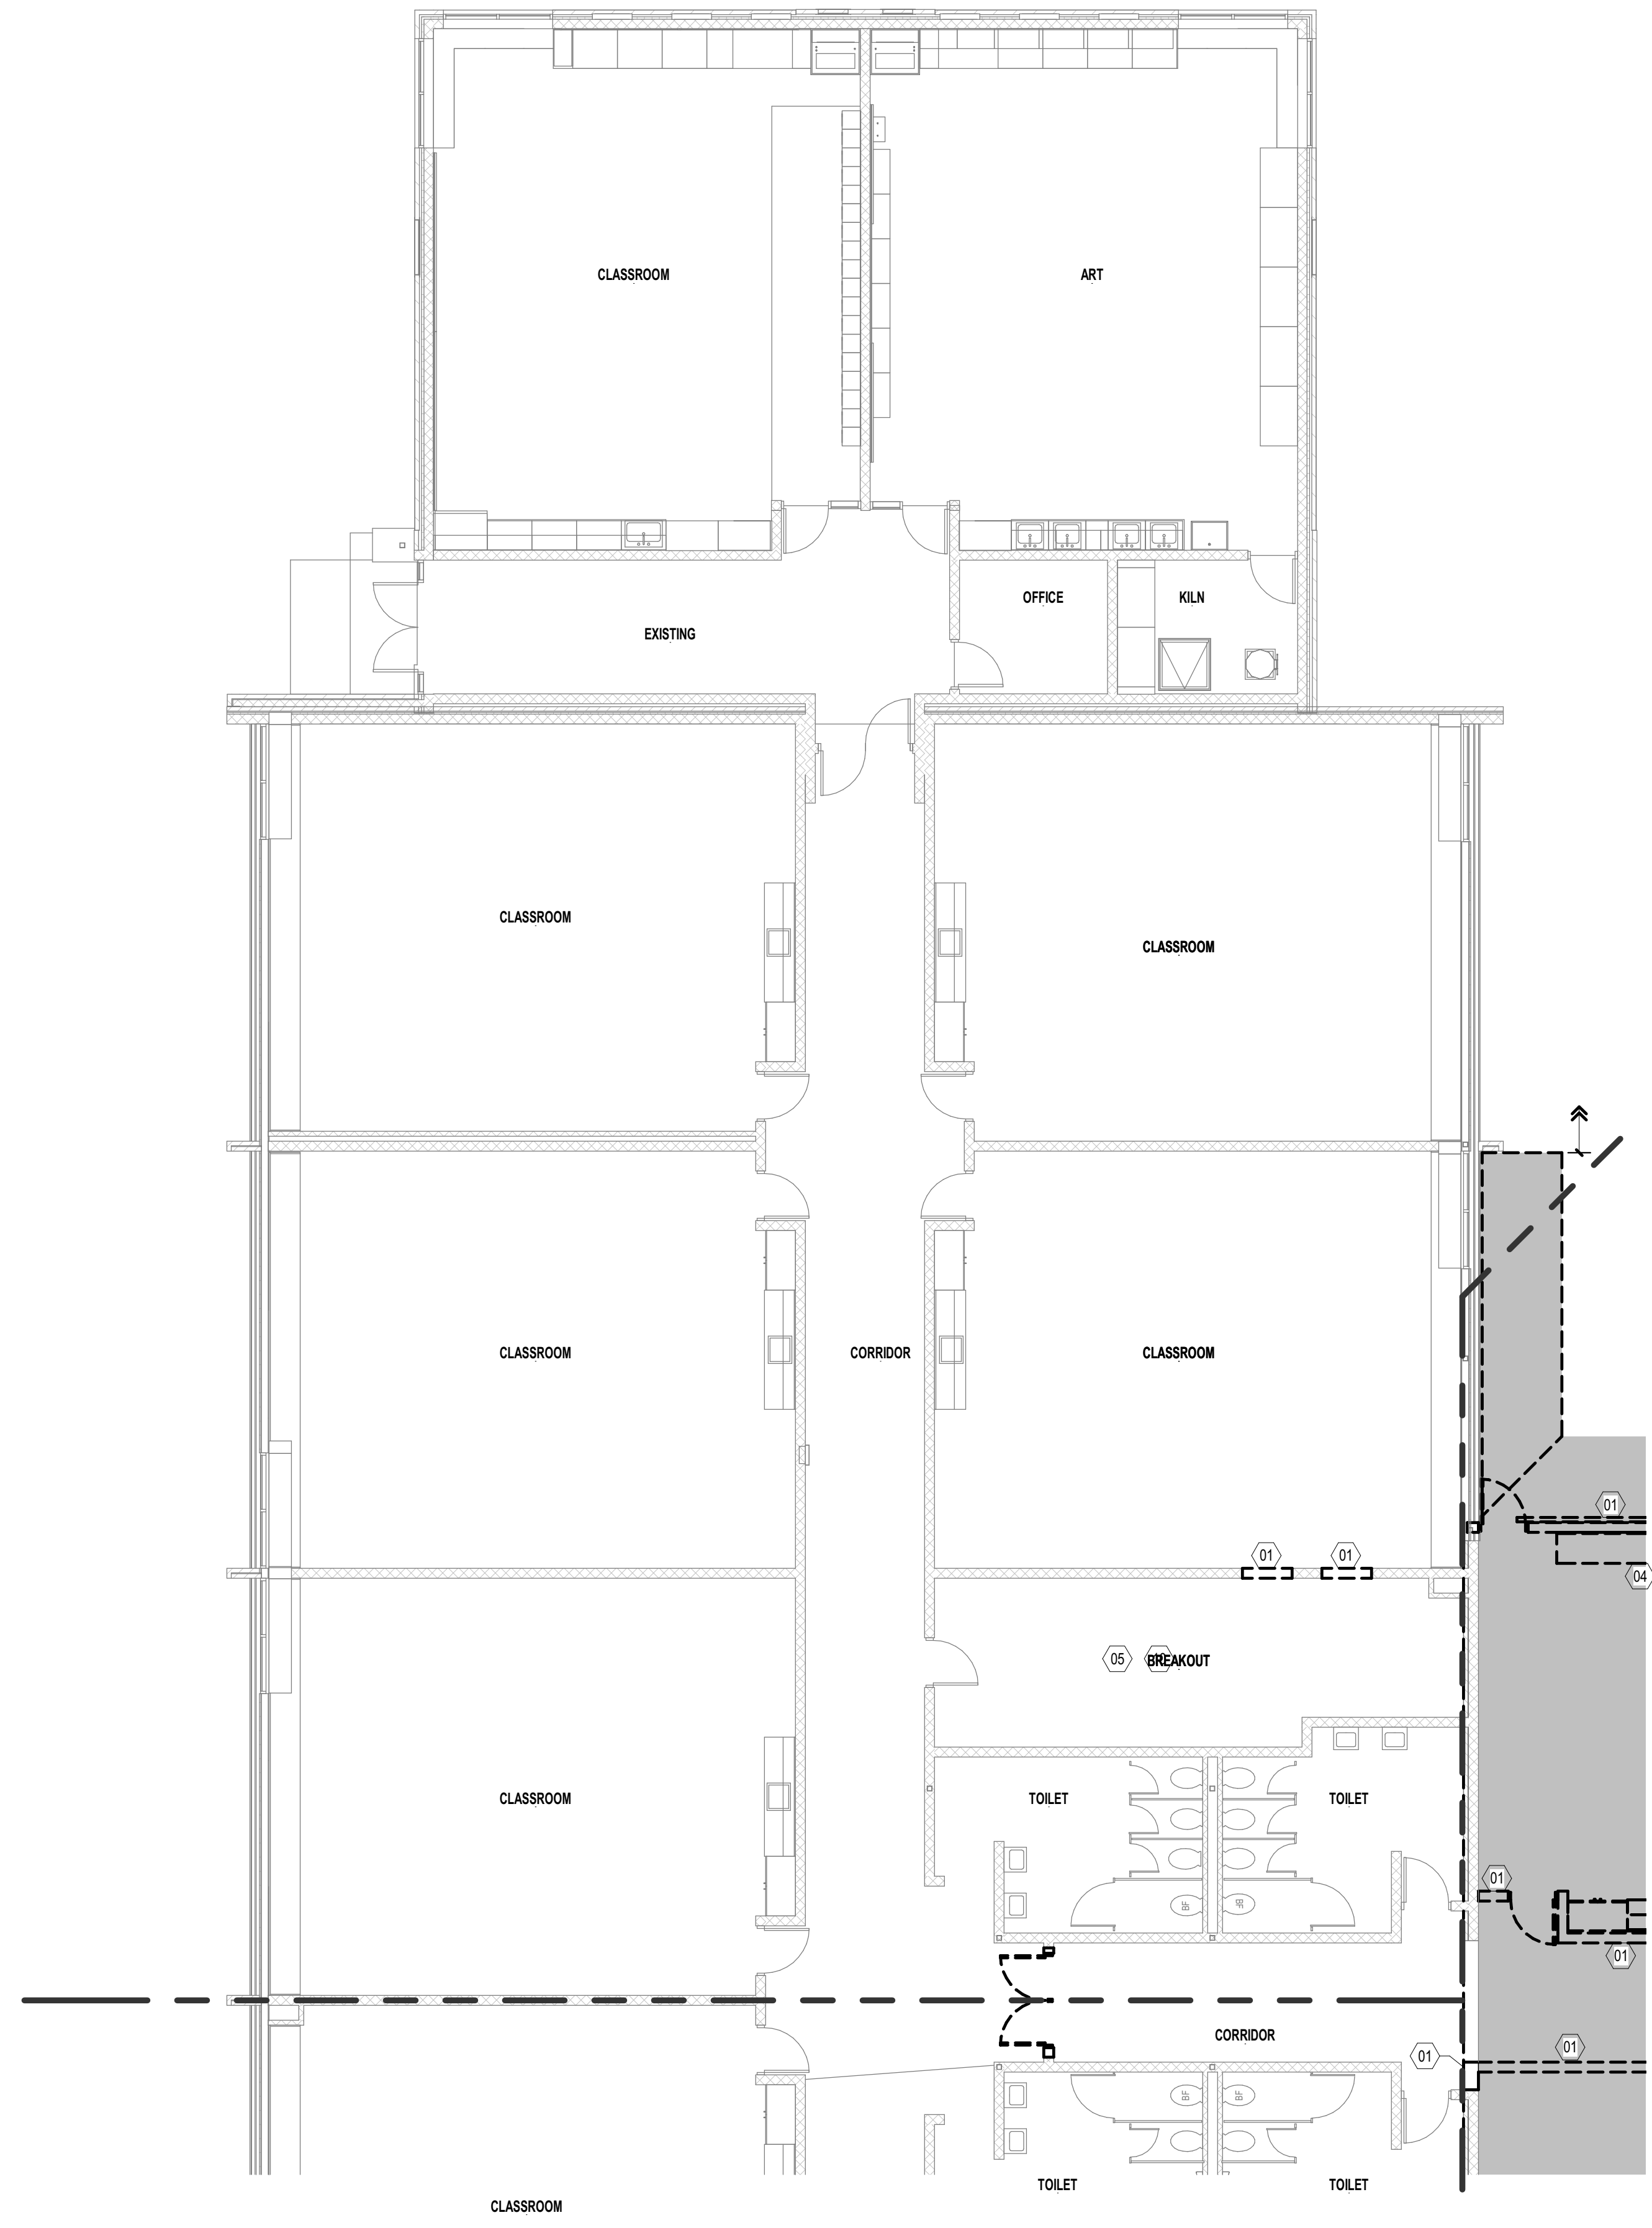 CLASSROOM
ART
OFFICE
KILN
EXISTING
CLASSROOM
CLASSROOM
CLASSROOM
CORRIDOR
CLASSROOM
01
01
01
04
05
BREAKOUT
CLASSROOM
TOILET
TOILET
01
BF
BF
01
CORRIDOR
01
01
BF
BF
TOILET
TOILET
CLASSROOM